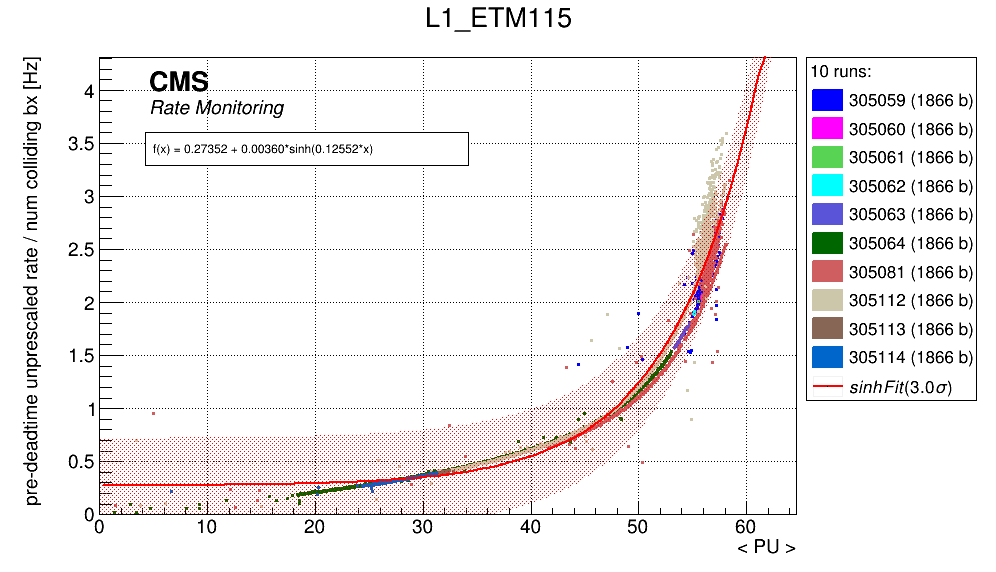 L1_ETM115
pre-deadtime unprescaled rate / num colliding bx [Hz]
CMS
Rate Monitoring
f(x) = 0.27352 + 0.00360*sinh(0.12552*x)
4
3.5
3
2.5
2
1.5
1
0.5
0
0 10 20 30 40 50 60
< PU >
10 runs:
305059 (1866 b)
305060 (1866 b)
305061 (1866 b)
305062 (1866 b)
305063 (1866 b)
305064 (1866 b)
305081 (1866 b)
305112 (1866 b)
305113 (1866 b)
305114 (1866 b)
sinhFit(3.0σ)